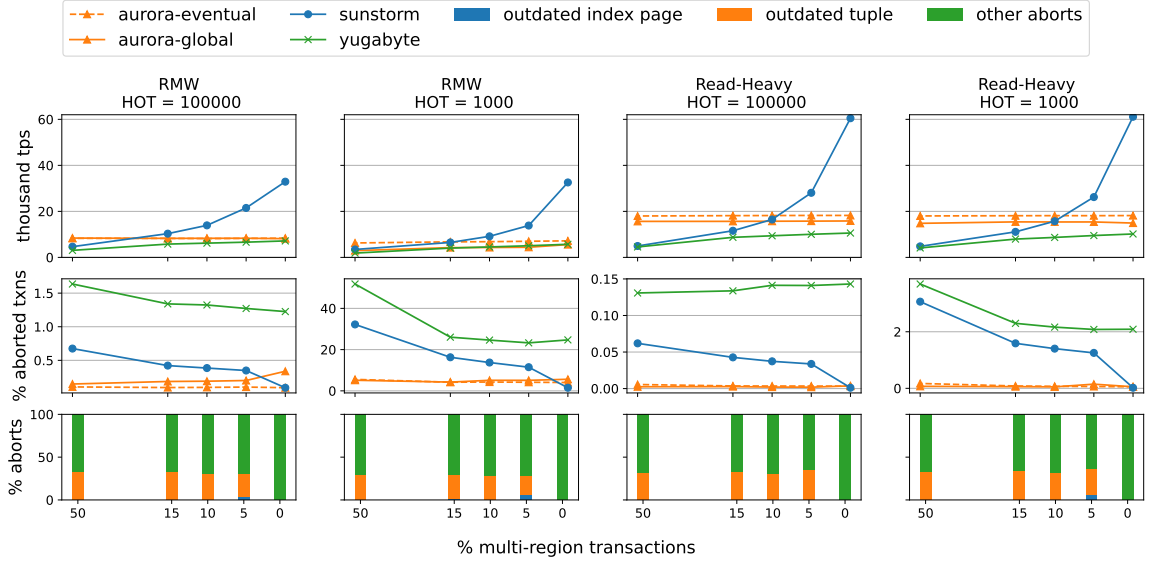 aurora-eventual sunstorm outdated index page outdated tuple other aborts
aurora-global yugabyte
RMW RMW Read-Heavy Read-Heavy
HOT = 100000 HOT = 1000 HOT = 100000 HOT = 1000
thousand tps
60
40
20
0
% aborted txns
1.5
1.0
0.5
40
20
0
0.15
0.10
0.05
0.00
2
0
% aborts
100
50
0
50 15 10 5 0 50 15 10 5 0 50 15 10 5 0 50 15 10 5 0
% multi-region transactions